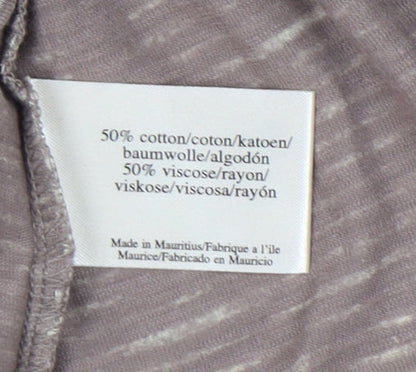 50% cotton/coton/katoen/
baumwolle/algodón
50% viscose/rayon/
viskose/viscosa/rayón
Made in Mauritius/Fabrique a l'île
Maurice/Fabricado en Mauricio